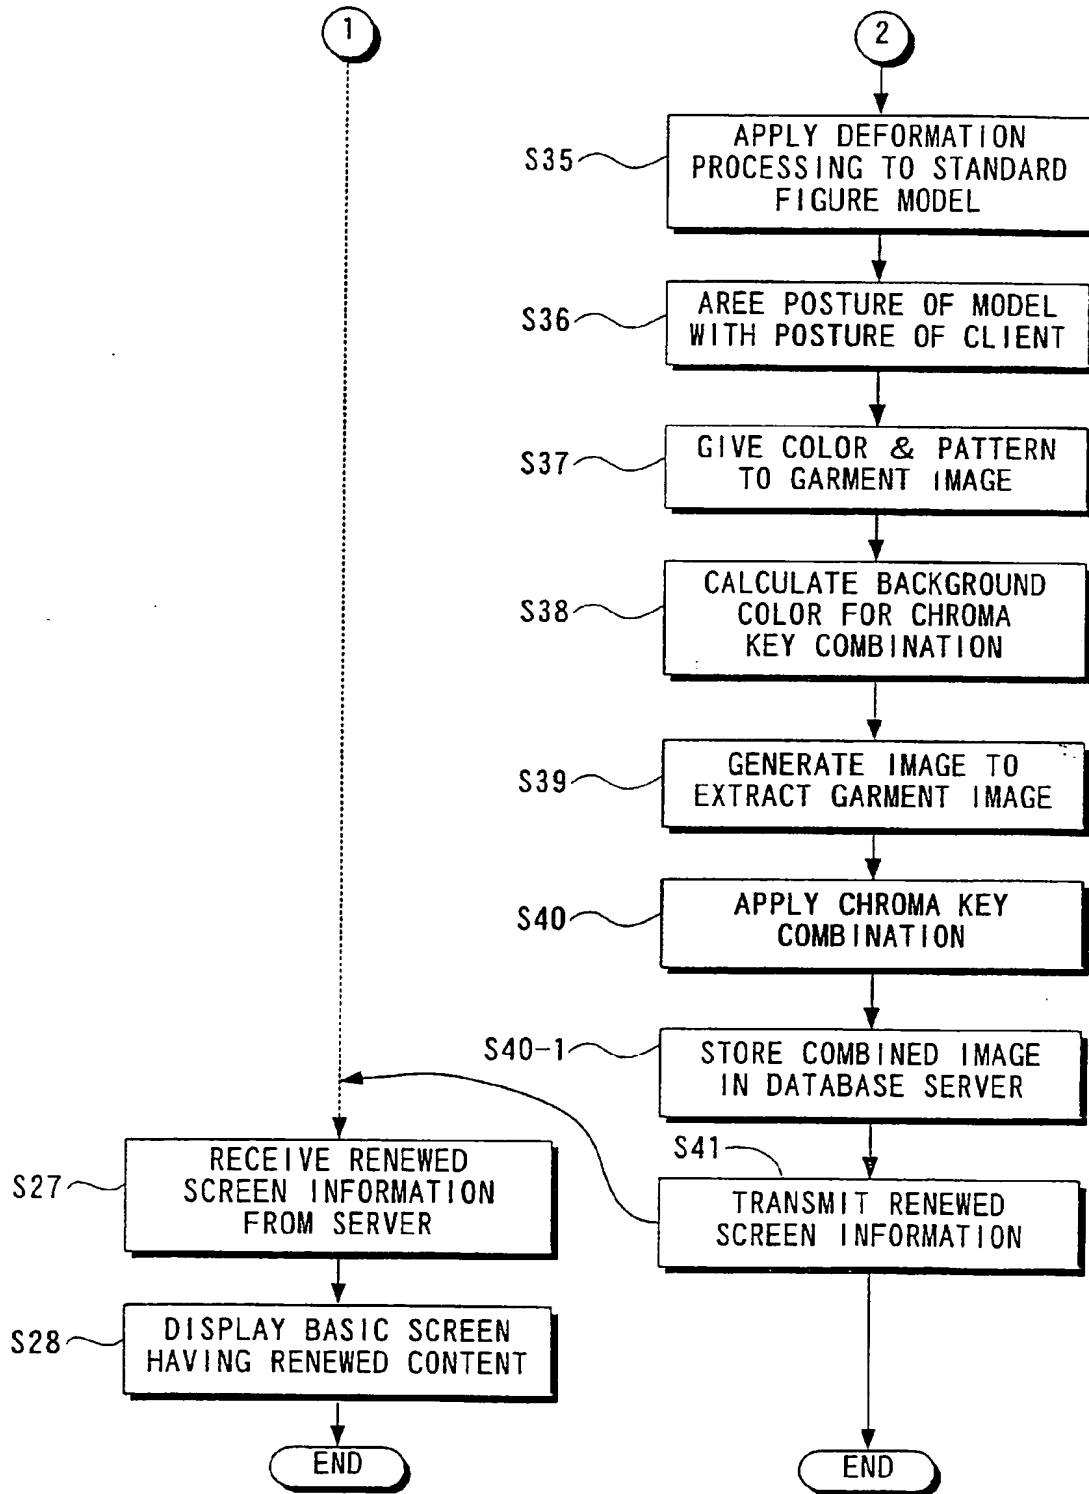 1
2
S35
APPLY DEFORMATION
PROCESSING TO STANDARD
FIGURE MODEL
S36
AREE POSTURE OF MODEL
WITH POSTURE OF CLIENT
S37
GIVE COLOR & PATTERN
TO GARMENT IMAGE
S38
CALCULATE BACKGROUND
COLOR FOR CHROMA
KEY COMBINATION
S39
GENERATE IMAGE TO
EXTRACT GARMENT IMAGE
S40
APPLY CHROMA KEY
COMBINATION
S40-1
STORE COMBINED IMAGE
IN DATABASE SERVER
S41
TRANSMIT RENEWED
SCREEN INFORMATION
S27
RECEIVE RENEWED
SCREEN INFORMATION
FROM SERVER
S28
DISPLAY BASIC SCREEN
HAVING RENEWED CONTENT
END
END